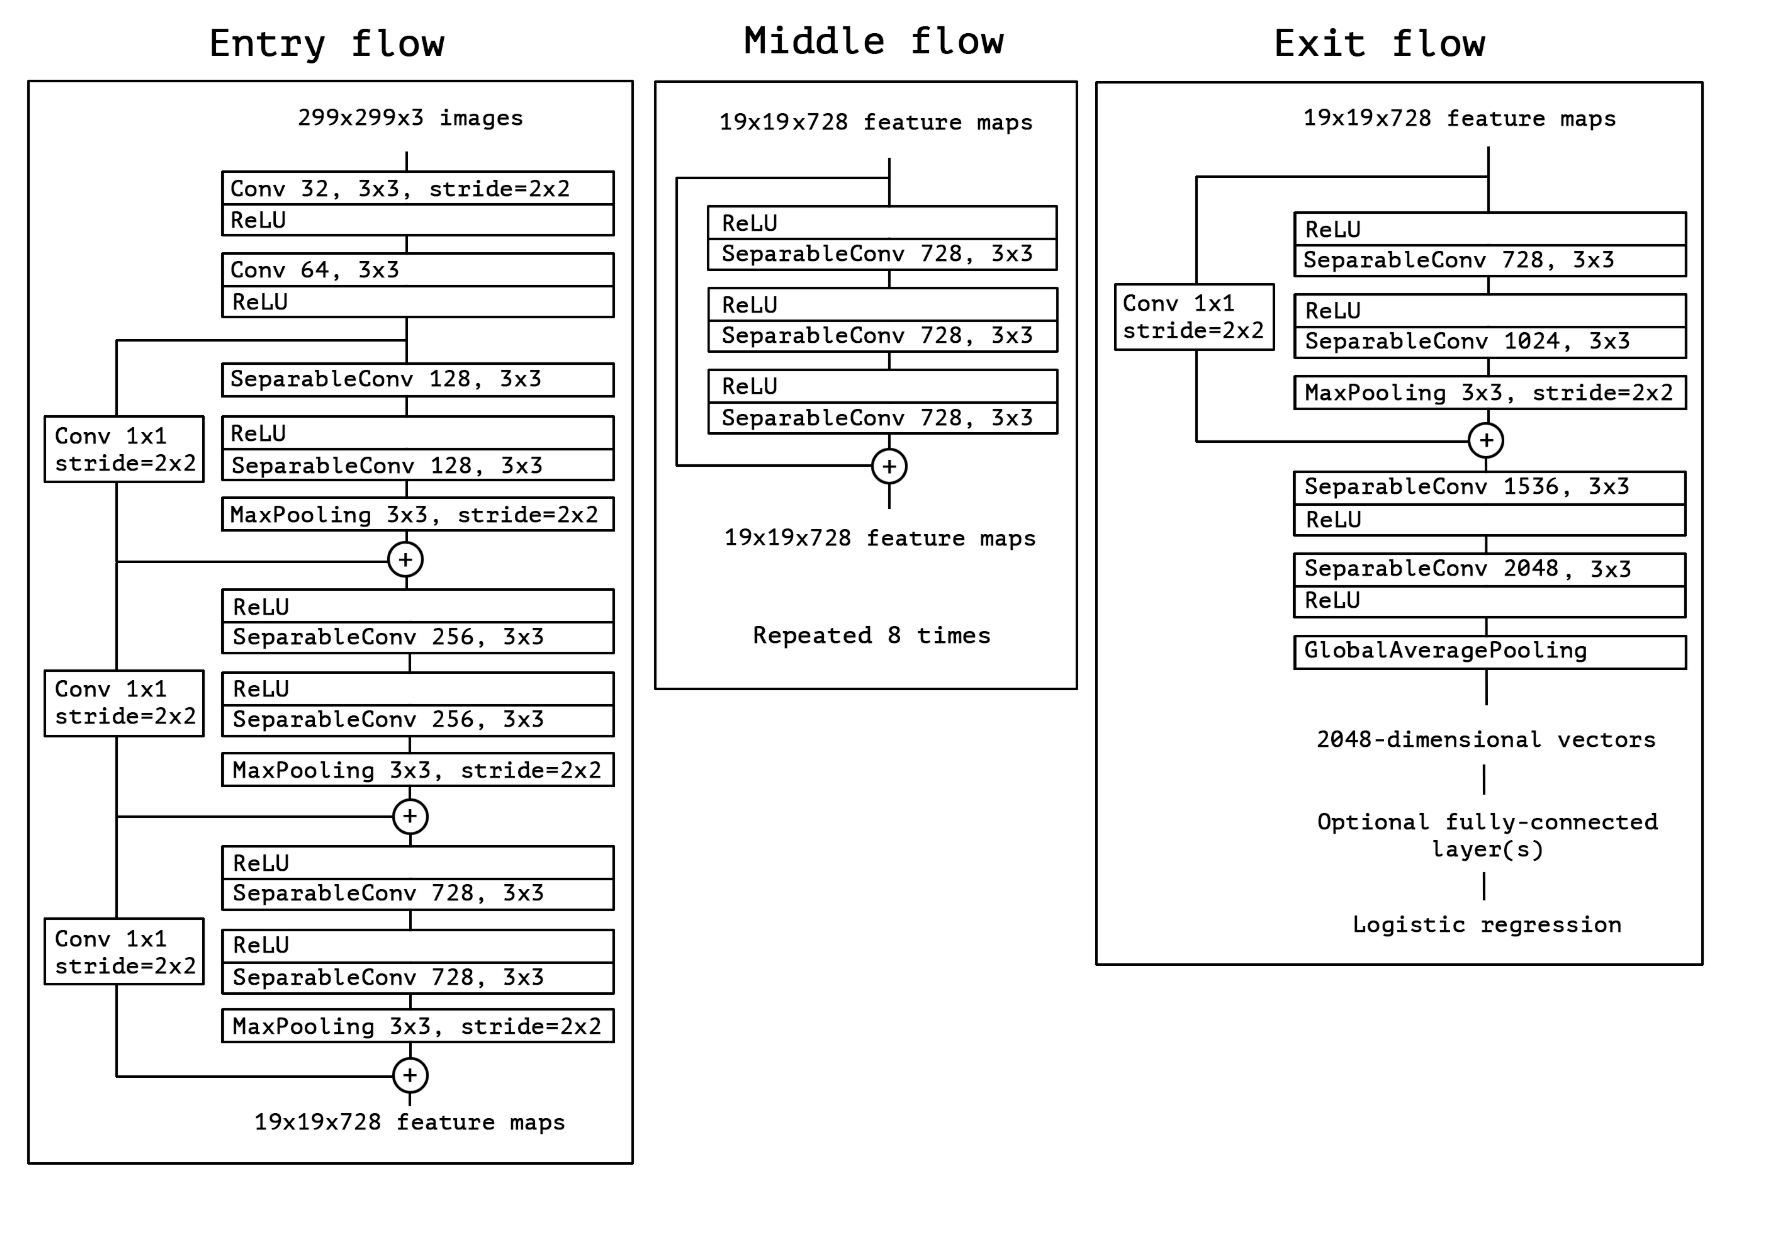 Entry flow
299x299x3 images
Conv 32, 3x3, stride=2x2
ReLU
Conv 64, 3x3
ReLU
SeparableConv 128, 3x3
Conv 1x1
stride=2x2
ReLU
SeparableConv 128, 3x3
MaxPooling 3x3, stride=2x2
+
ReLU
SeparableConv 256, 3x3
Conv 1x1
stride=2x2
ReLU
SeparableConv 256, 3x3
MaxPooling 3x3, stride=2x2
+
ReLU
SeparableConv 728, 3x3
Conv 1x1
stride=2x2
ReLU
SeparableConv 728, 3x3
MaxPooling 3x3, stride=2x2
+
19x19x728 feature maps
Middle flow
19x19x728 feature maps
ReLU
SeparableConv 728, 3x3
ReLU
SeparableConv 728, 3x3
ReLU
SeparableConv 728, 3x3
+
19x19x728 feature maps
Repeated 8 times
Exit flow
19x19x728 feature maps
ReLU
SeparableConv 728, 3x3
Conv 1x1
stride=2x2
ReLU
SeparableConv 1024, 3x3
MaxPooling 3x3, stride=2x2
+
SeparableConv 1536, 3x3
ReLU
SeparableConv 2048, 3x3
ReLU
GlobalAveragePooling
2048-dimensional vectors
Optional fully-connected
layer(s)
Logistic regression